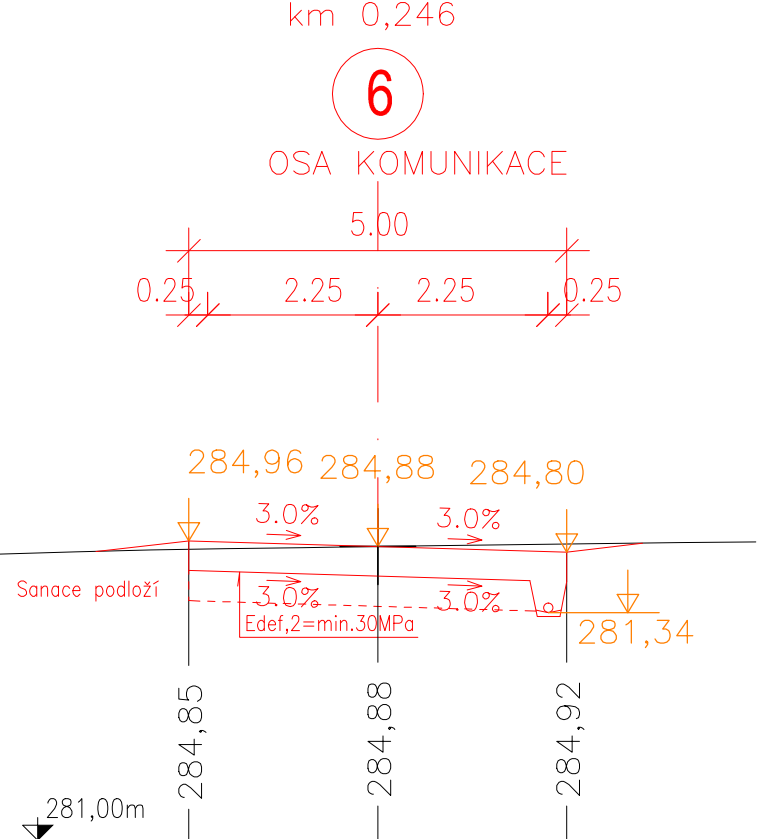 km 0,246
6
OSA KOMUNIKACE
5.00
0.25 2.25 2.25 0.25
284,96 284,88 284,80
3.0% 3.0%
Sanace podloží
3.0% 3.0%
Edef,2=min.30MPa
281,34
284,85
284,88
284,92
281,00m